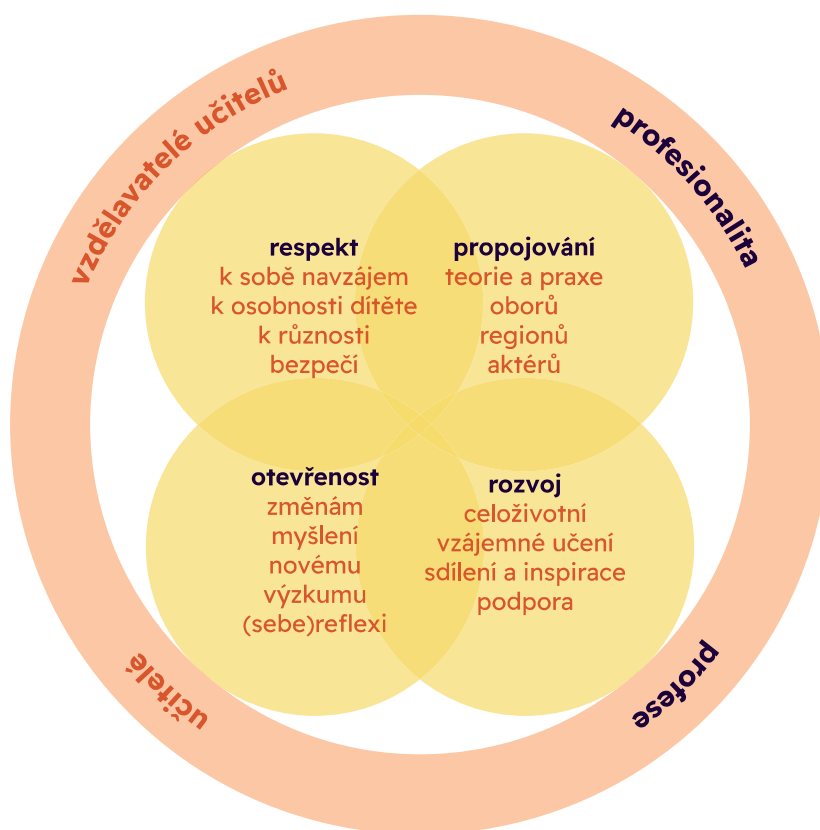 vzdělavatelé učitelů
profesionalita
respekt
k sobě navzájem
k osobnosti dítěte
k různosti
bezpečí
propojování
teorie a praxe
oborů
regionů
aktérů
otevřenost
změnám
myšlení
novému
výzkumu
(sebe)reflexi
rozvoj
celoživotní
vzájemné učení
sdílení a inspirace
podpora
učitelé
profese